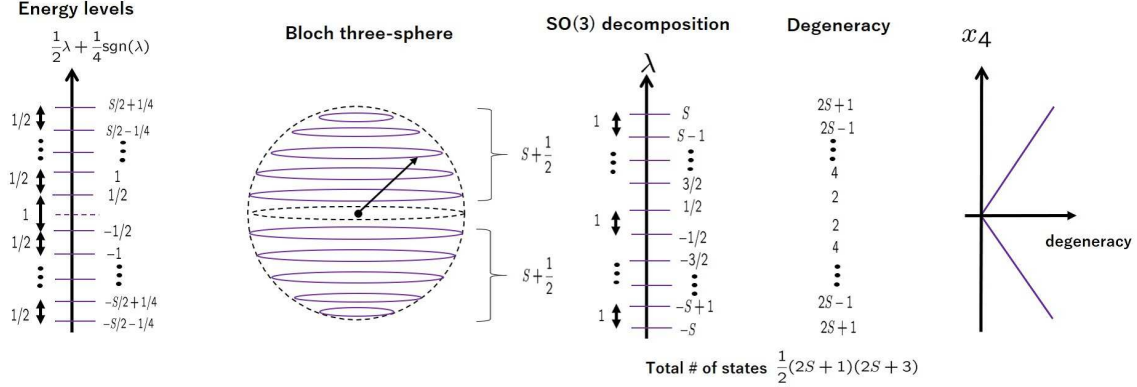 Energy levels
1/2 λ + 1/4 sgn(λ)
S/2+1/4
1/2
S/2−1/4
1
1/2
1/2
1
−1/2
1/2
−1
−S/2+1/4
1/2
−S/2−1/4
Bloch three-sphere
S+1/2
S+1/2
SO(3) decomposition
λ
S
1
S−1
3/2
1/2
1
−1/2
−3/2
−S+1
1
−S
Degeneracy
2S+1
2S−1
4
2
2
4
2S−1
2S+1
Total # of states 1/2 (2S+1)(2S+3)
x4
degeneracy